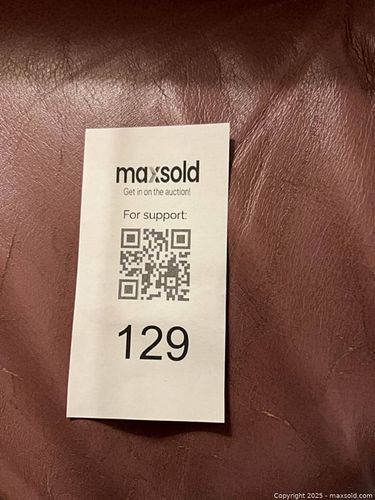 maxsold
Get in on the auction!
For support:
129
Copyright 2025 - maxsold.com